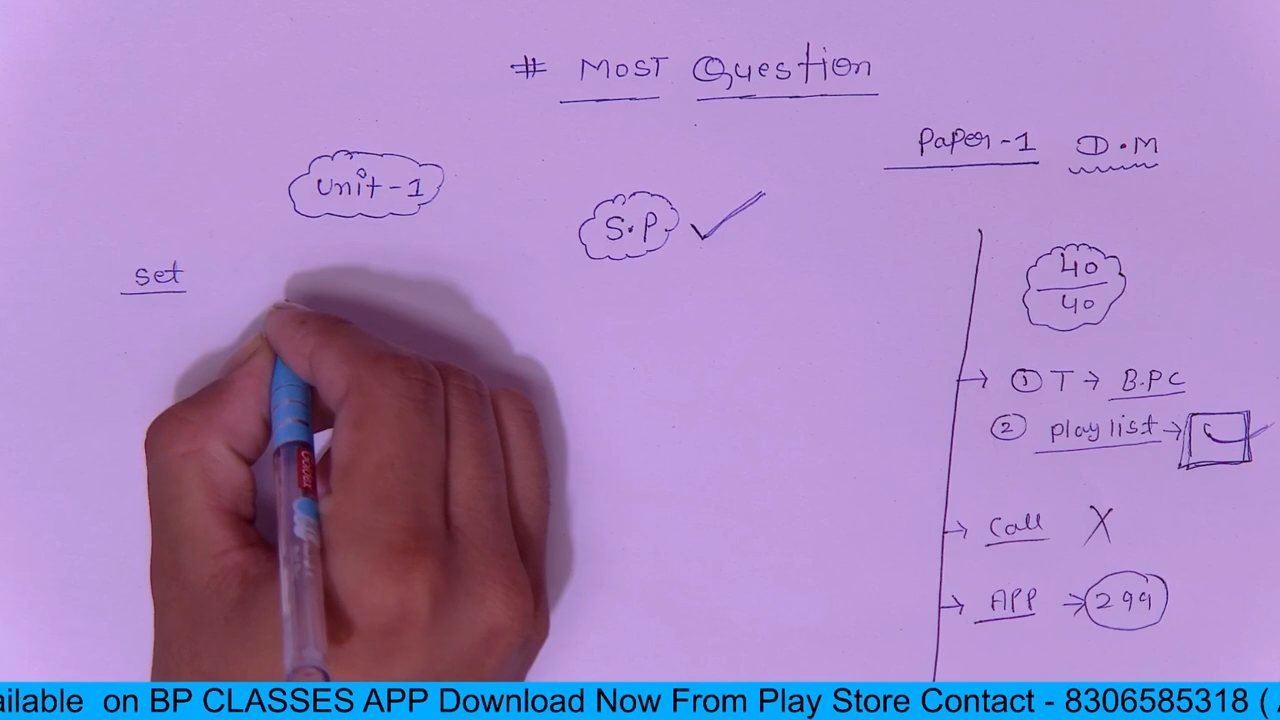 # MOST Question
Paper-1 D.M
Unit-1
S.P
set
40
40
① T → B.P C
② play list →
Call X
APP → 299
ailable on BP CLASSES APP Download Now From Play Store Contact - 8306585318 (